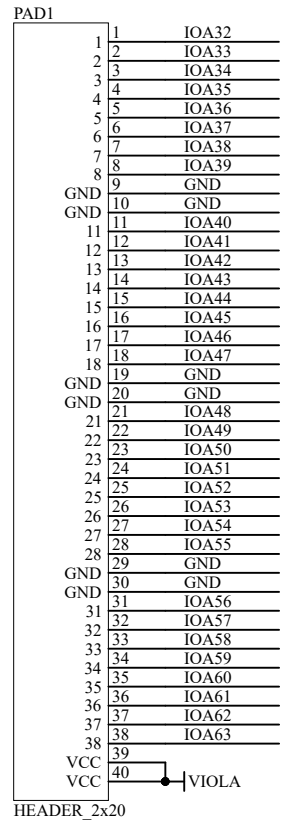 PAD1
1 1 IOA32
2 2 IOA33
3 3 IOA34
4 4 IOA35
5 5 IOA36
6 6 IOA37
7 7 IOA38
8 8 IOA39
GND 9 GND
GND 10 GND
11 11 IOA40
12 12 IOA41
13 13 IOA42
14 14 IOA43
15 15 IOA44
16 16 IOA45
17 17 IOA46
18 18 IOA47
GND 19 GND
GND 20 GND
21 21 IOA48
22 22 IOA49
23 23 IOA50
24 24 IOA51
25 25 IOA52
26 26 IOA53
27 27 IOA54
28 28 IOA55
GND 29 GND
GND 30 GND
31 31 IOA56
32 32 IOA57
33 33 IOA58
34 34 IOA59
35 35 IOA60
36 36 IOA61
37 37 IOA62
38 38 IOA63
VCC 39
VCC 40 VIOLA
HEADER_2x20